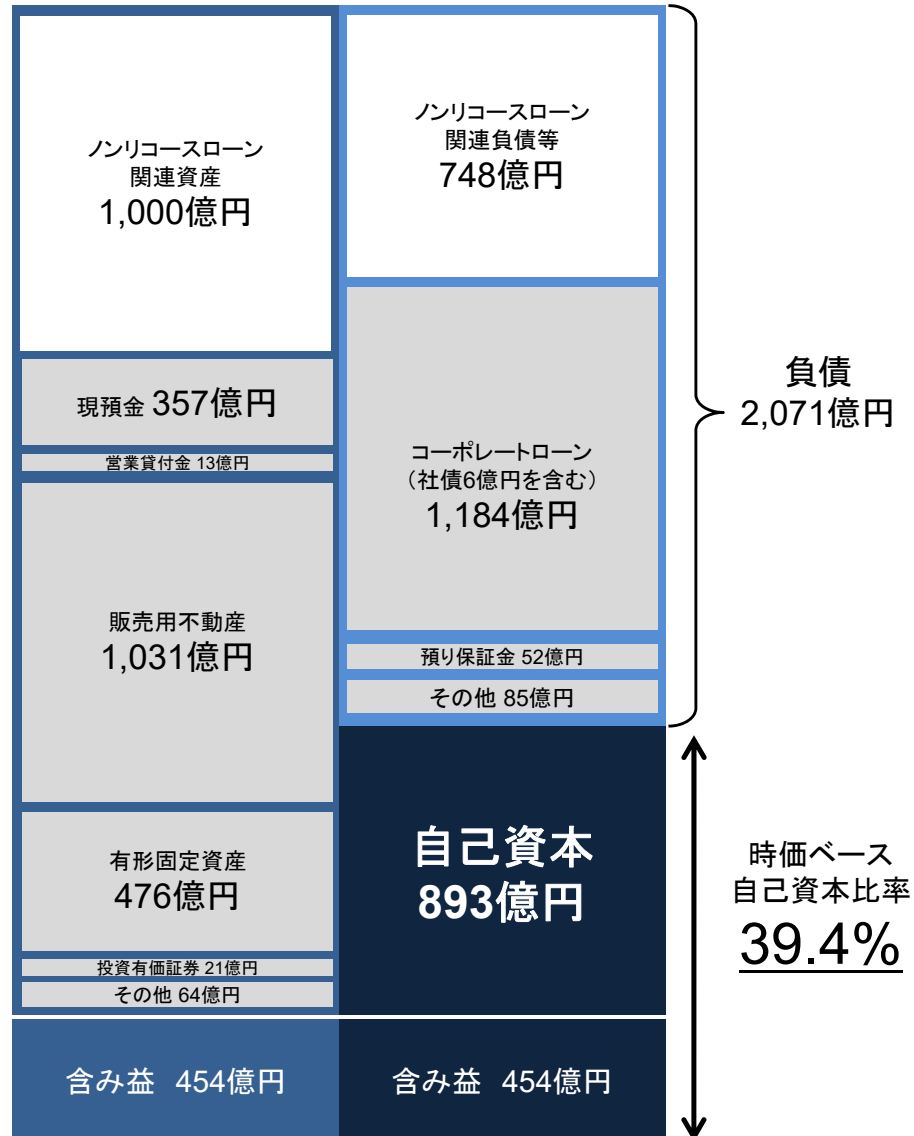 ノンリコースローン
関連資産
1,000億円
現預金 357億円
営業貸付金 13億円
販売用不動産
1,031億円
有形固定資産
476億円
投資有価証券 21億円
その他 64億円
含み益 454億円
ノンリコースローン
関連負債等
748億円
コーポレートローン
（社債6億円を含む）
1,184億円
預り保証金 52億円
その他 85億円
自己資本
893億円
含み益 454億円
負債
2,071億円
時価ベース
自己資本比率
39.4%